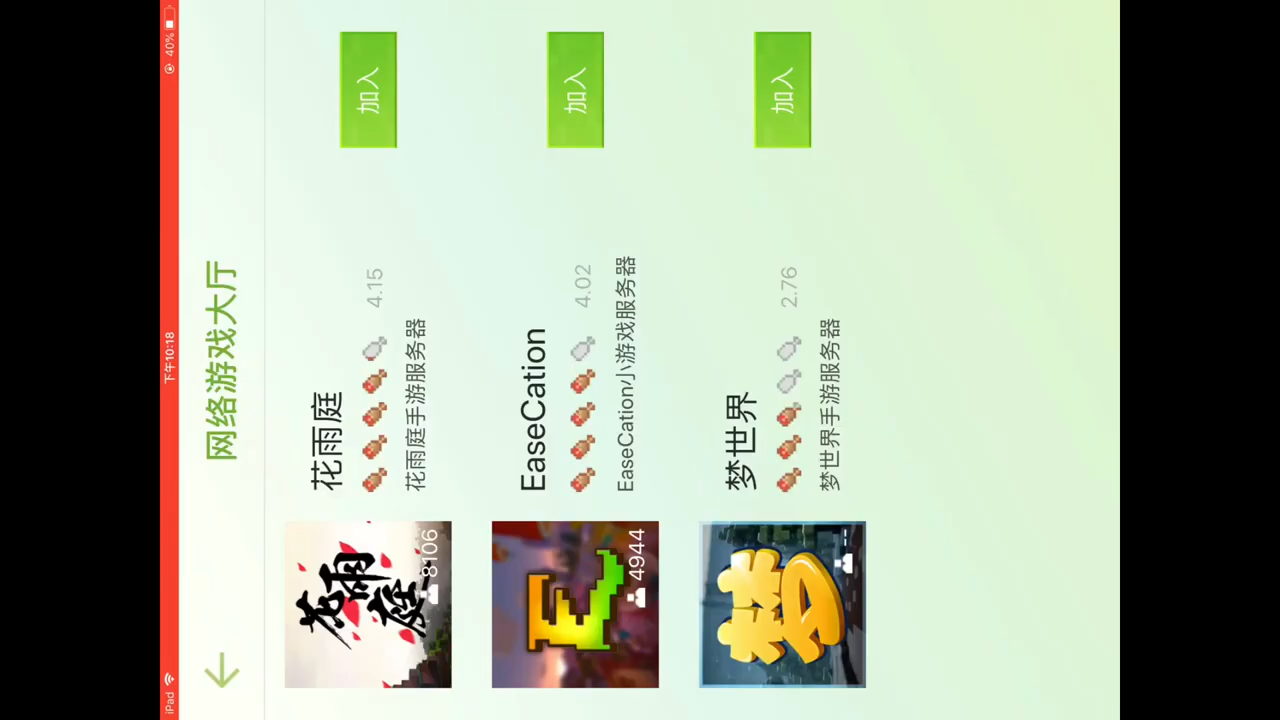 iPad
下午10:18
40%
网络游戏大厅
花雨庭
8106
花雨庭
4.15
花雨庭手游服务器
加入
4944
EaseCation
4.02
EaseCation小游戏服务器
加入
梦
--
梦世界
2.76
梦世界手游服务器
加入